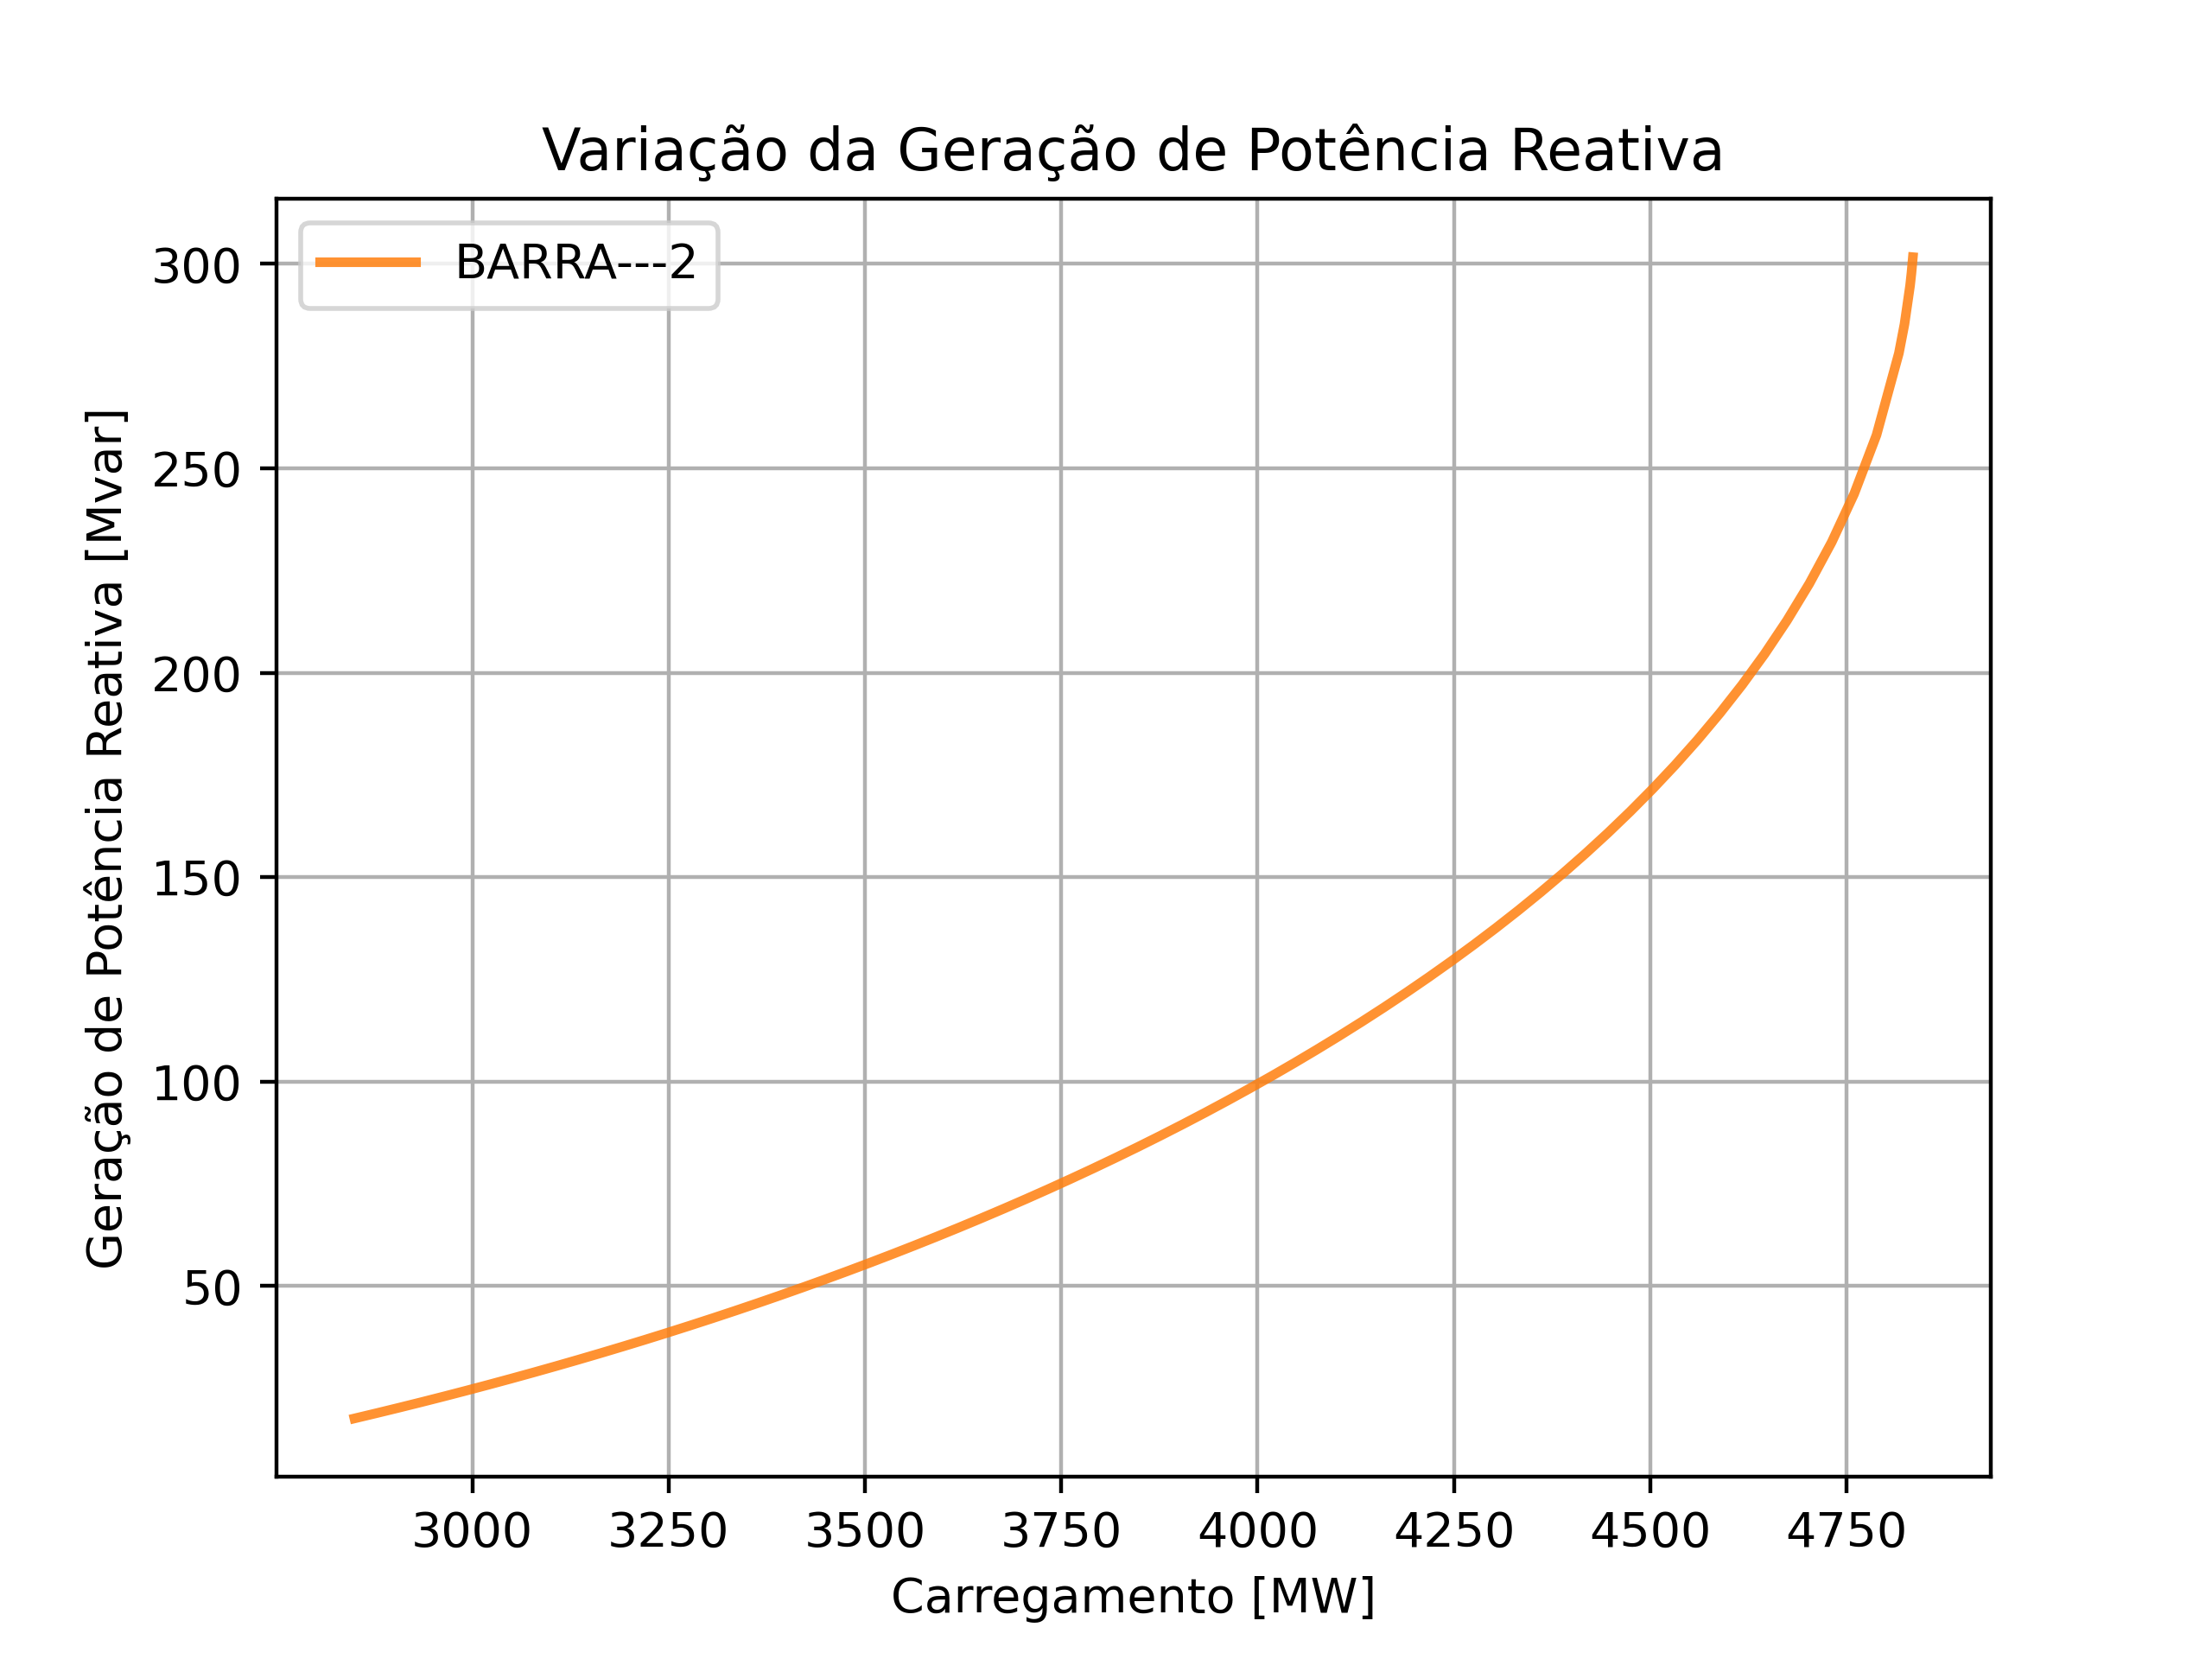 Variação da Geração de Potência Reativa
BARRA---2
Geração de Potência Reativa [Mvar]
300
250
200
150
100
50
3000 3250 3500 3750 4000 4250 4500 4750
Carregamento [MW]